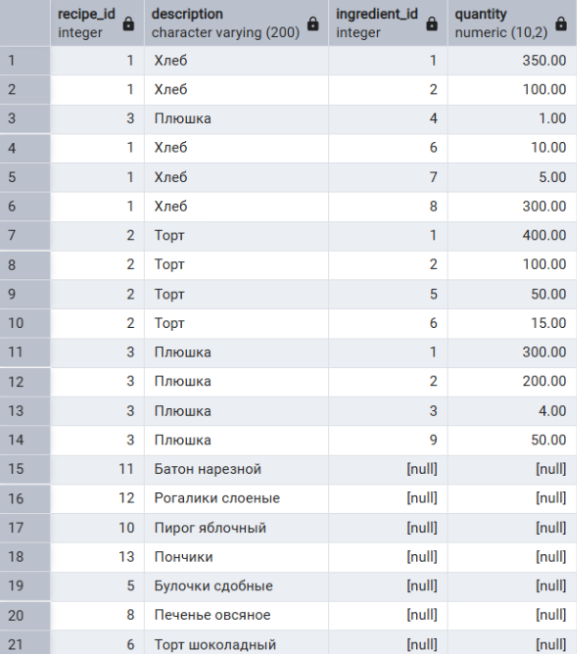 recipe_id description ingredient_id quantity
integer character varying (200) integer numeric (10,2)
1 1 Хлеб 1 350.00
2 1 Хлеб 2 100.00
3 3 Плюшка 4 1.00
4 1 Хлеб 6 10.00
5 1 Хлеб 7 5.00
6 1 Хлеб 8 300.00
7 2 Торт 1 400.00
8 2 Торт 2 100.00
9 2 Торт 5 50.00
10 2 Торт 6 15.00
11 3 Плюшка 1 300.00
12 3 Плюшка 2 200.00
13 3 Плюшка 3 4.00
14 3 Плюшка 9 50.00
15 11 Батон нарезной [null] [null]
16 12 Рогалики слоеные [null] [null]
17 10 Пирог яблочный [null] [null]
18 13 Пончики [null] [null]
19 5 Булочки сдобные [null] [null]
20 8 Печенье овсяное [null] [null]
21 6 Торт шоколадный [null] [null]